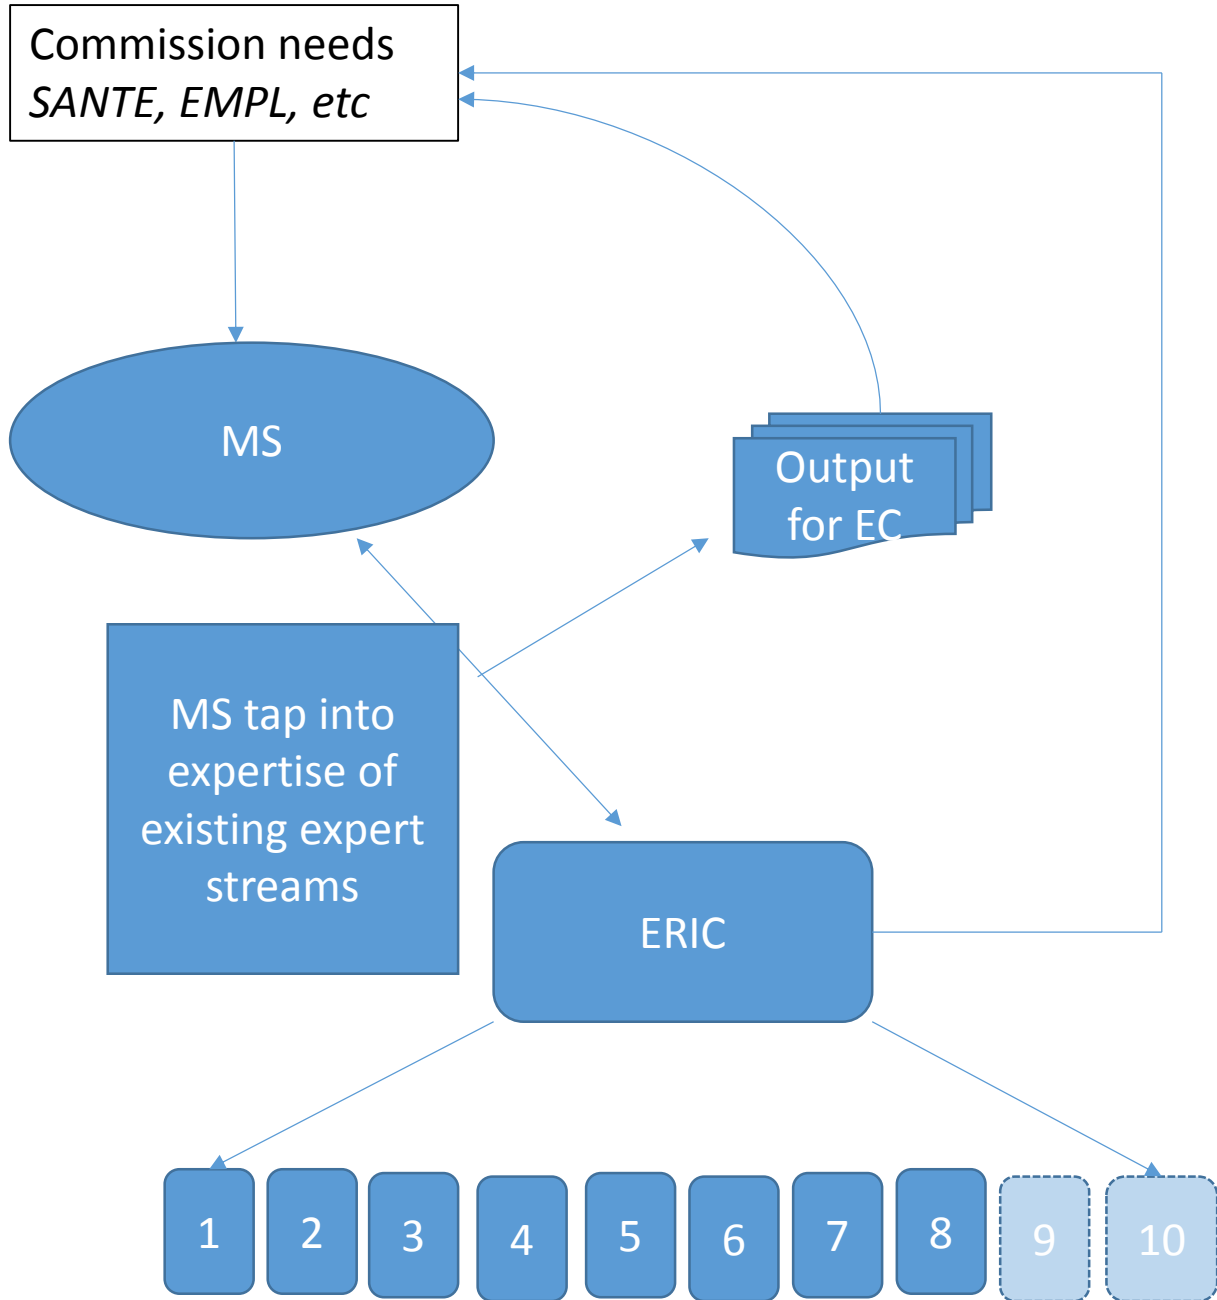 Commission needs
SANTE, EMPL, etc
MS
Output
for EC
MS tap into
expertise of
existing expert
streams
ERIC
1
2
3
4
5
6
7
8
9
10